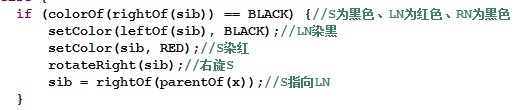 if (colorOf(rightOf(sib)) == BLACK) {//S为黑色、LN为红色、RN为黑色
setColor(leftOf(sib), BLACK);//LN染黑
setColor(sib, RED);//S染红
rotateRight(sib);//右旋S
sib = rightOf(parentOf(x));//S指向LN
}